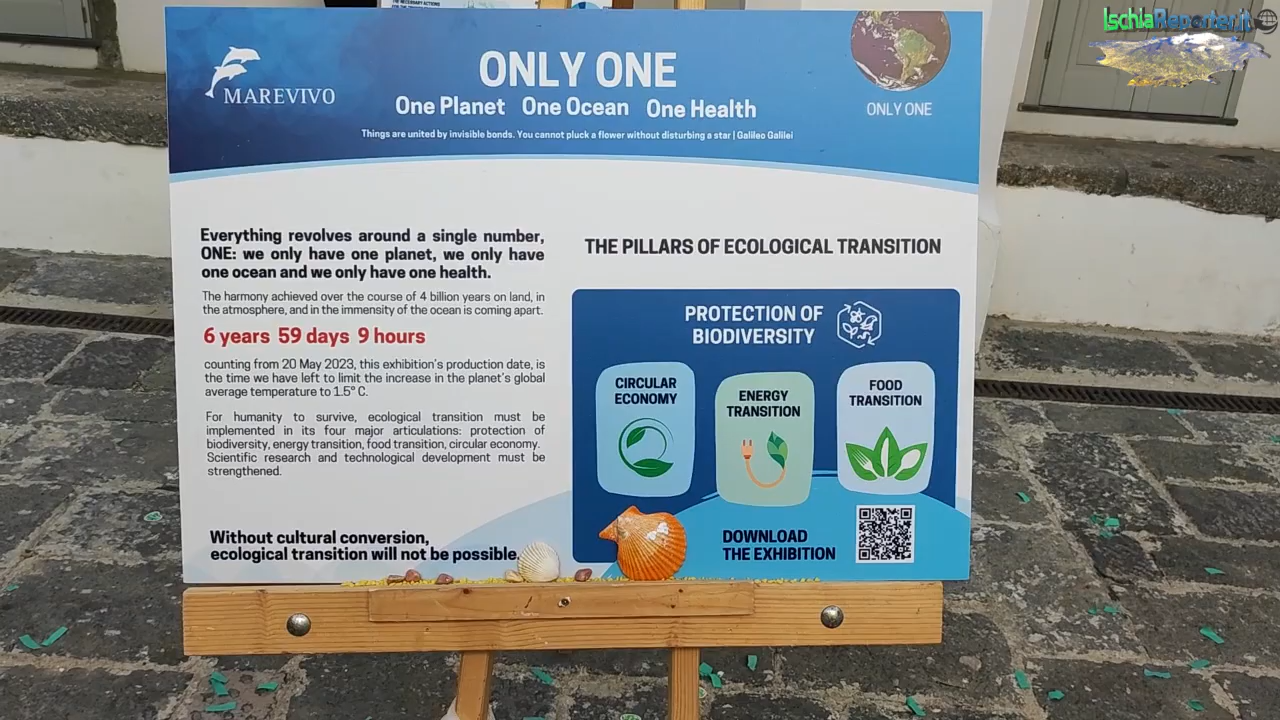 THE NECESSARY ACTIONS
IschiaReporter.it
MAREVIVO
ONLY ONE
One Planet One Ocean One Health
Things are united by invisible bonds. You cannot pluck a flower without disturbing a star | Galileo Galilei
ONLY ONE
Everything revolves around a single number,
ONE: we only have one planet, we only have
one ocean and we only have one health.
The harmony achieved over the course of 4 billion years on land, in
the atmosphere, and in the immensity of the ocean is coming apart.
6 years 59 days 9 hours
counting from 20 May 2023, this exhibition's production date, is
the time we have left to limit the increase in the planet's global
average temperature to 1.5° C.
For humanity to survive, ecological transition must be
implemented in its four major articulations: protection of
biodiversity, energy transition, food transition, circular economy.
Scientific research and technological development must be
strengthened.
Without cultural conversion,
ecological transition will not be possible.
THE PILLARS OF ECOLOGICAL TRANSITION
PROTECTION OF
BIODIVERSITY
CIRCULAR
ECONOMY
ENERGY
TRANSITION
FOOD
TRANSITION
DOWNLOAD
THE EXHIBITION